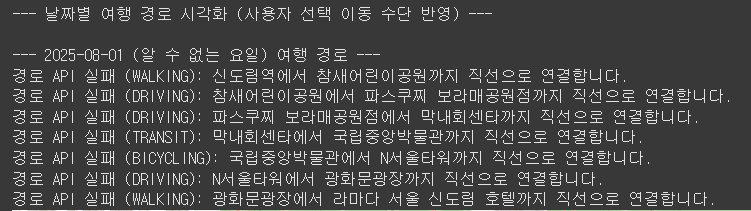 --- 날짜별 여행 경로 시각화 (사용자 선택 이동 수단 반영) ---
--- 2025-08-01 (알 수 없는 요일) 여행 경로 ---
경로 API 실패 (WALKING): 신도림역에서 참새어린이공원까지 직선으로 연결합니다.
경로 API 실패 (DRIVING): 참새어린이공원에서 파스쿠찌 보라매공원점까지 직선으로 연결합니다.
경로 API 실패 (DRIVING): 파스쿠찌 보라매공원점에서 막내회센타까지 직선으로 연결합니다.
경로 API 실패 (TRANSIT): 막내회센타에서 국립중앙박물관까지 직선으로 연결합니다.
경로 API 실패 (BICYCLING): 국립중앙박물관에서 N서울타워까지 직선으로 연결합니다.
경로 API 실패 (DRIVING): N서울타워에서 광화문광장까지 직선으로 연결합니다.
경로 API 실패 (WALKING): 광화문광장에서 라마다 서울 신도림 호텔까지 직선으로 연결합니다.